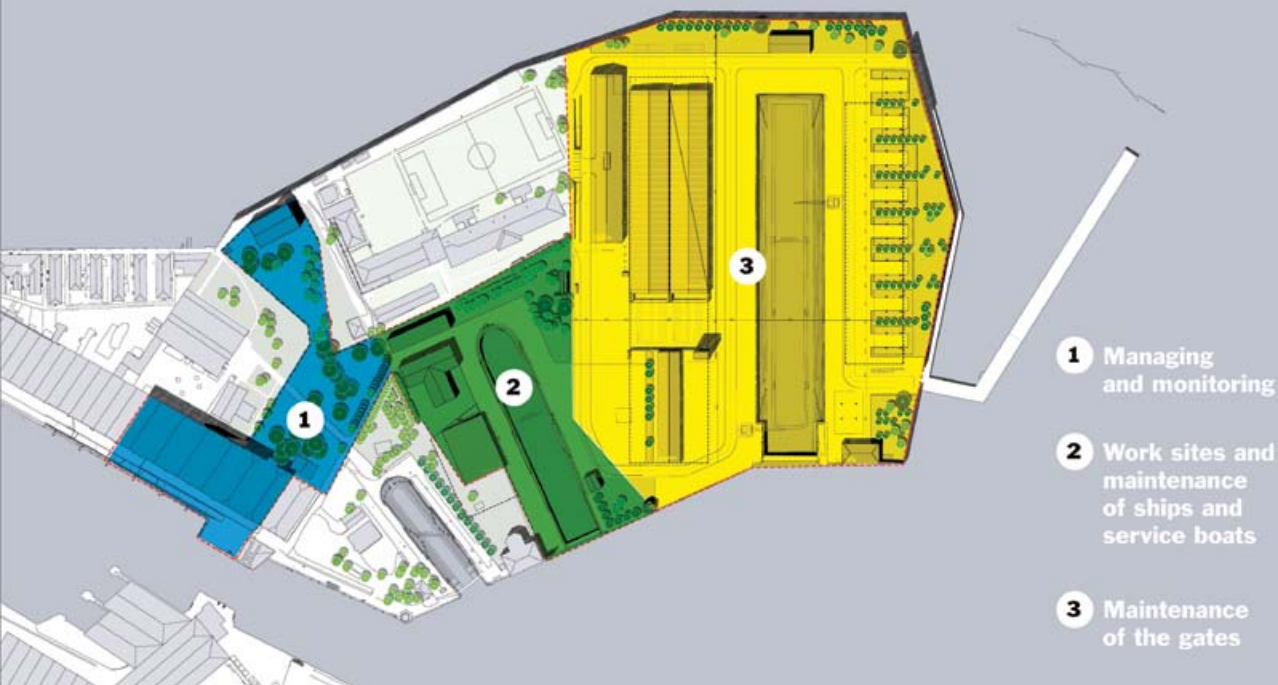 3
2
1
1 Managing
and monitoring
2 Work sites and
maintenance
of ships and
service boats
3 Maintenance
of the gates